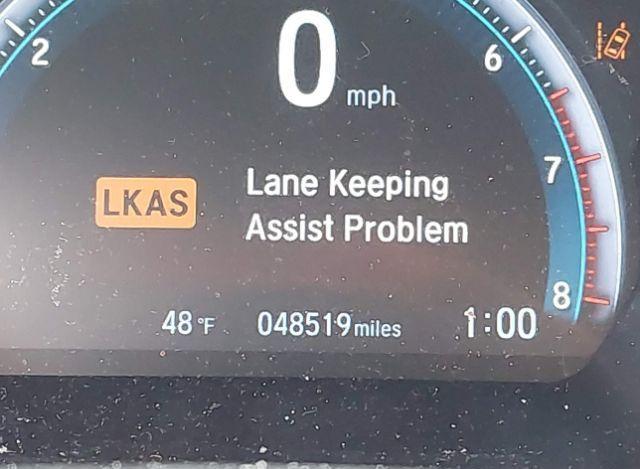 0 mph
2
6
7
8
LKAS
Lane Keeping
Assist Problem
48 °F 048519 miles 1:00